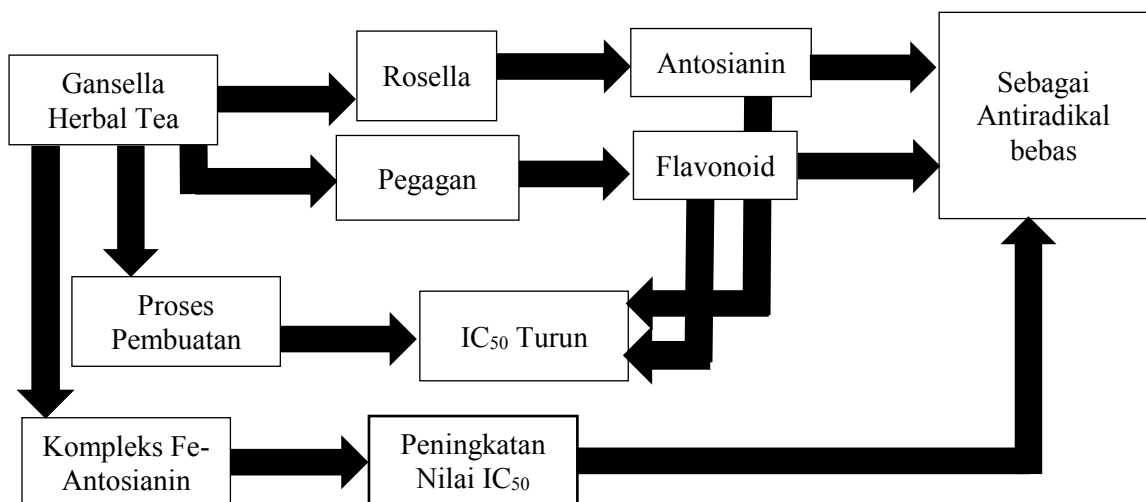 Gansella
Herbal Tea
Rosella
Antosianin
Sebagai
Antiradikal
bebas
Pegagan
Flavonoid
Proses
Pembuatan
IC₅₀ Turun
Kompleks Fe-
Antosianin
Peningkatan
Nilai IC₅₀